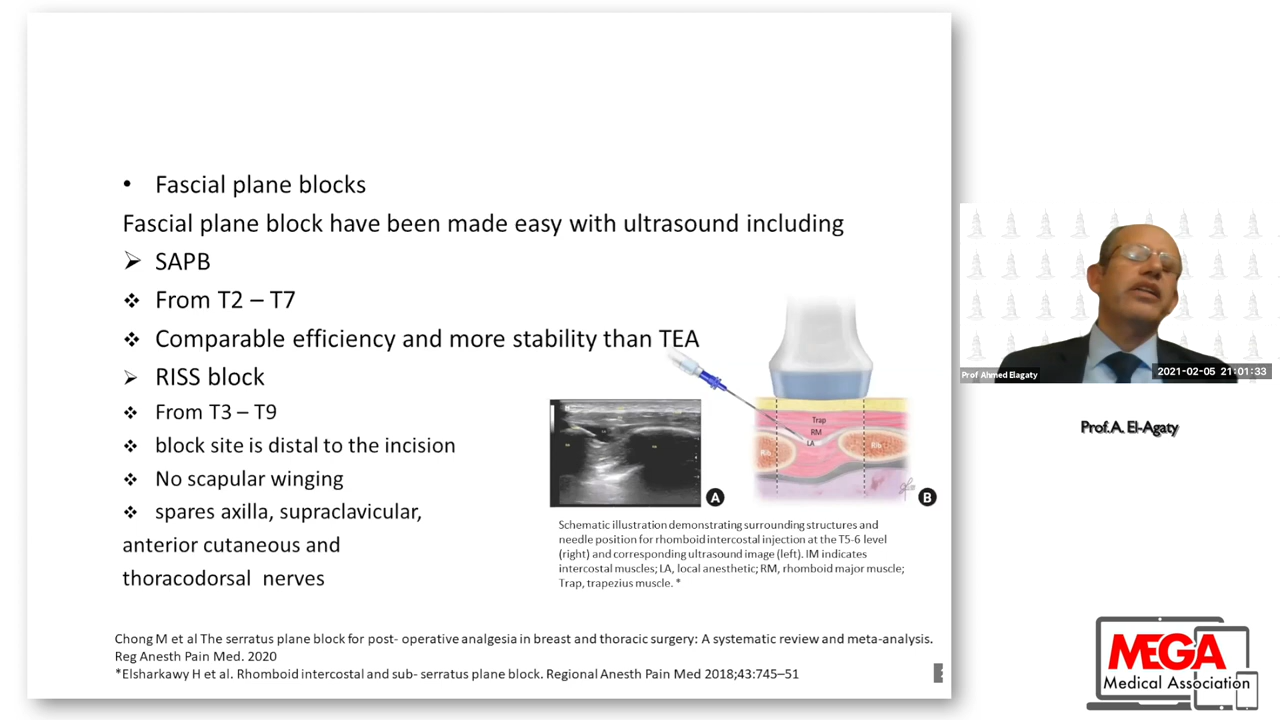 • Fascial plane blocks
Fascial plane block have been made easy with ultrasound including
➢ SAPB
❖ From T2 – T7
❖ Comparable efficiency and more stability than TEA
➢ RISS block
❖ From T3 – T9
❖ block site is distal to the incision
❖ No scapular winging
❖ spares axilla, supraclavicular,
anterior cutaneous and
thoracodorsal nerves
Trap
RM
LA
Rib
Rib
A
B
Schematic illustration demonstrating surrounding structures and
needle position for rhomboid intercostal injection at the T5-6 level
(right) and corresponding ultrasound image (left). IM indicates
intercostal muscles; LA, local anesthetic; RM, rhomboid major muscle;
Trap, trapezius muscle. *
Chong M et al The serratus plane block for post- operative analgesia in breast and thoracic surgery: A systematic review and meta-analysis.
Reg Anesth Pain Med. 2020
*Elsharkawy H et al. Rhomboid intercostal and sub- serratus plane block. Regional Anesth Pain Med 2018;43:745–51
Prof Ahmed Elagaty
2021-02-05 21:01:33
Prof.A. El-Agaty
MEGA
Medical Association